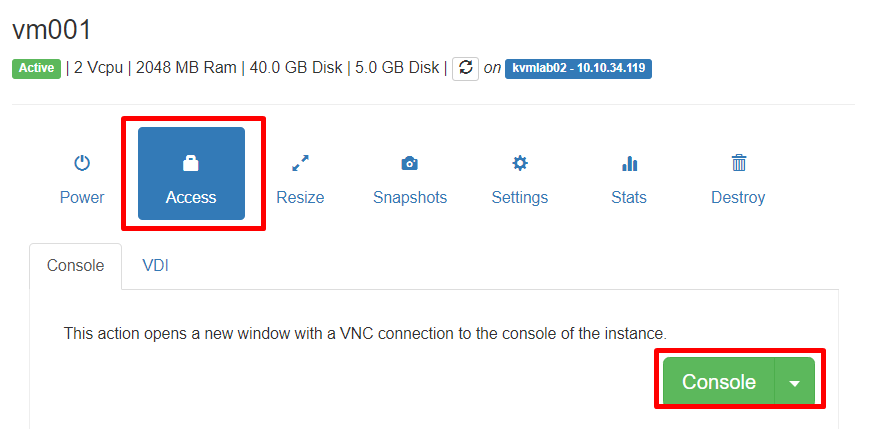 vm001
Active | 2 Vcpu | 2048 MB Ram | 40.0 GB Disk | 5.0 GB Disk | on kvmlab02 - 10.10.34.119
Power Access Resize Snapshots Settings Stats Destroy
Console VDI
This action opens a new window with a VNC connection to the console of the instance.
Console